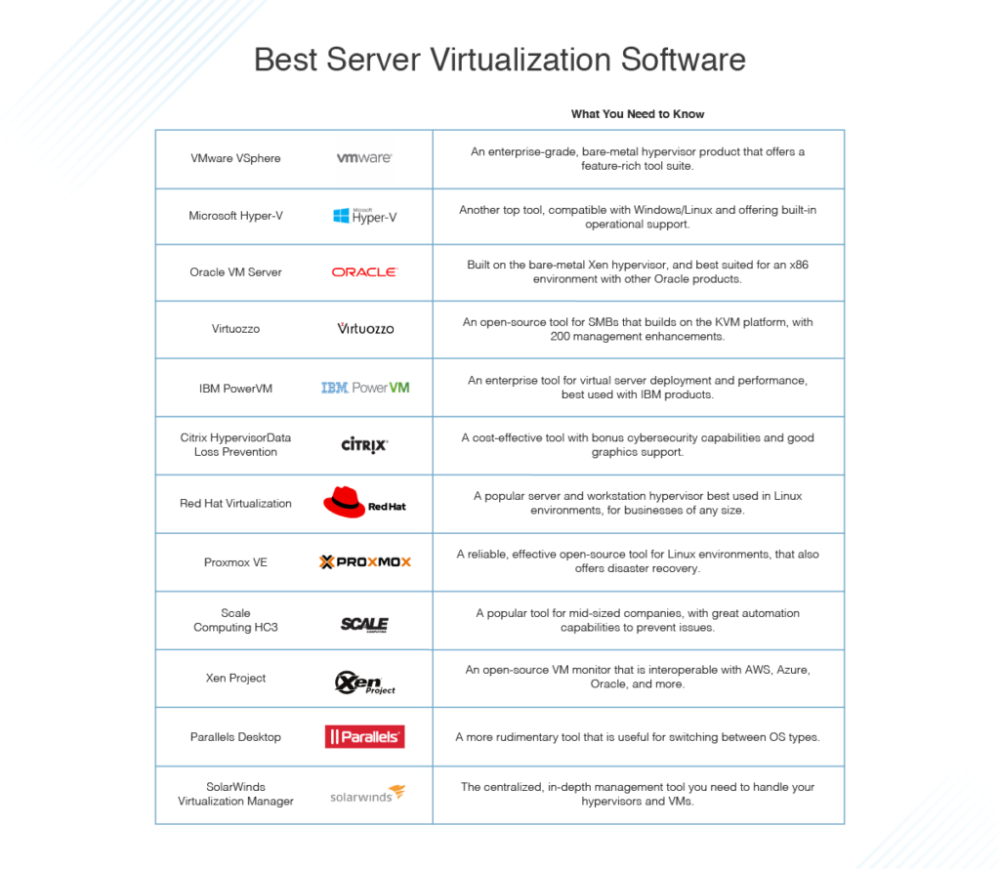 Best Server Virtualization Software
What You Need to Know
VMware VSphere
vmware
An enterprise-grade, bare-metal hypervisor product that offers a
feature-rich tool suite.
Microsoft Hyper-V
Microsoft
Hyper-V
Another top tool, compatible with Windows/Linux and offering built-in
operational support.
Oracle VM Server
ORACLE
Built on the bare-metal Xen hypervisor, and best suited for an x86
environment with other Oracle products.
Virtuozzo
Virtuozzo
An open-source tool for SMBs that builds on the KVM platform, with
200 management enhancements.
IBM PowerVM
IBM PowerVM
An enterprise tool for virtual server deployment and performance,
best used with IBM products.
Citrix HypervisorData
Loss Prevention
CITRIX
A cost-effective tool with bonus cybersecurity capabilities and good
graphics support.
Red Hat Virtualization
Red Hat
A popular server and workstation hypervisor best used in Linux
environments, for businesses of any size.
Proxmox VE
PROXMOX
A reliable, effective open-source tool for Linux environments, that also
offers disaster recovery.
Scale
Computing HC3
SCALE
COMPUTING
A popular tool for mid-sized companies, with great automation
capabilities to prevent issues.
Xen Project
Xen
Project
An open-source VM monitor that is interoperable with AWS, Azure,
Oracle, and more.
Parallels Desktop
Parallels
A more rudimentary tool that is useful for switching between OS types.
SolarWinds
Virtualization Manager
solarwinds
The centralized, in-depth management tool you need to handle your
hypervisors and VMs.